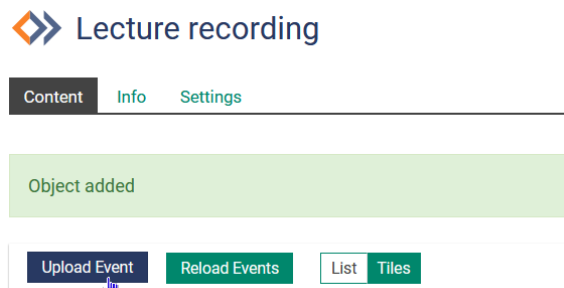 Lecture recording
Content Info Settings
Object added
Upload Event Reload Events List Tiles